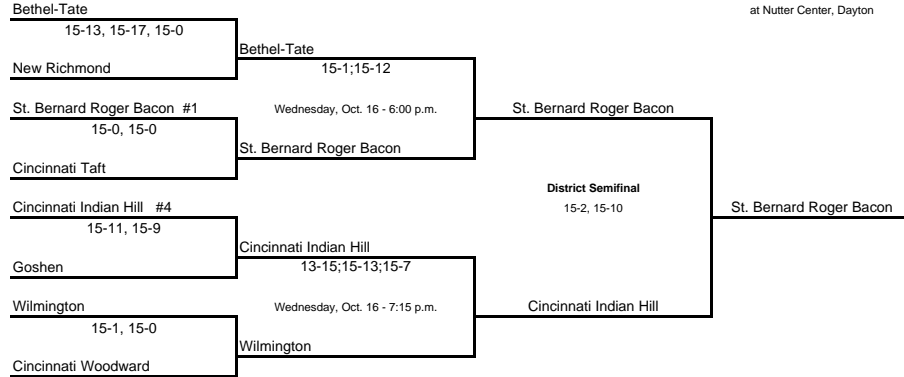 Bethel-Tate
at Nutter Center, Dayton
15-13, 15-17, 15-0
Bethel-Tate
New Richmond
15-1;15-12
St. Bernard Roger Bacon #1
Wednesday, Oct. 16 - 6:00 p.m.
St. Bernard Roger Bacon
15-0, 15-0
St. Bernard Roger Bacon
Cincinnati Taft
District Semifinal
Cincinnati Indian Hill #4
15-2, 15-10
St. Bernard Roger Bacon
15-11, 15-9
Cincinnati Indian Hill
Goshen
13-15;15-13;15-7
Wilmington
Wednesday, Oct. 16 - 7:15 p.m.
Cincinnati Indian Hill
15-1, 15-0
Wilmington
Cincinnati Woodward